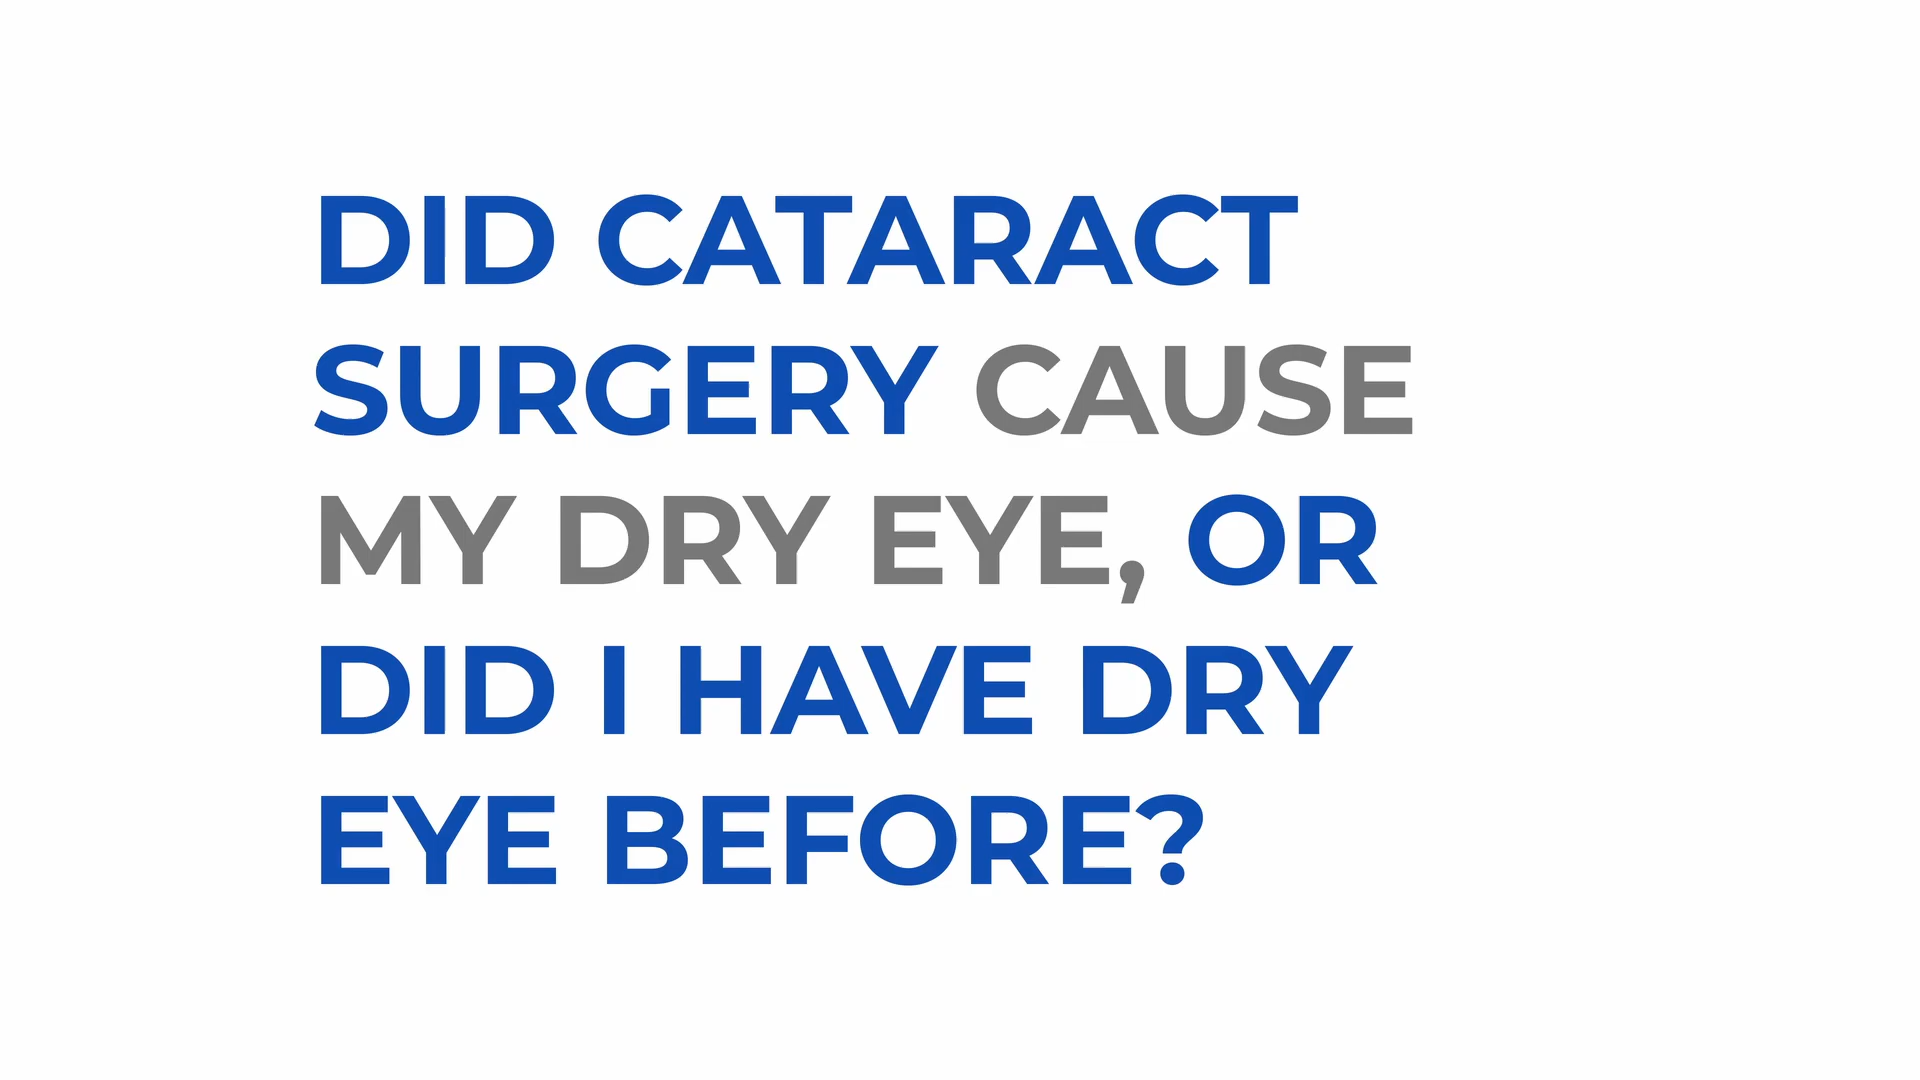 DID CATARACT
SURGERY CAUSE
MY DRY EYE, OR
DID I HAVE DRY
EYE BEFORE?